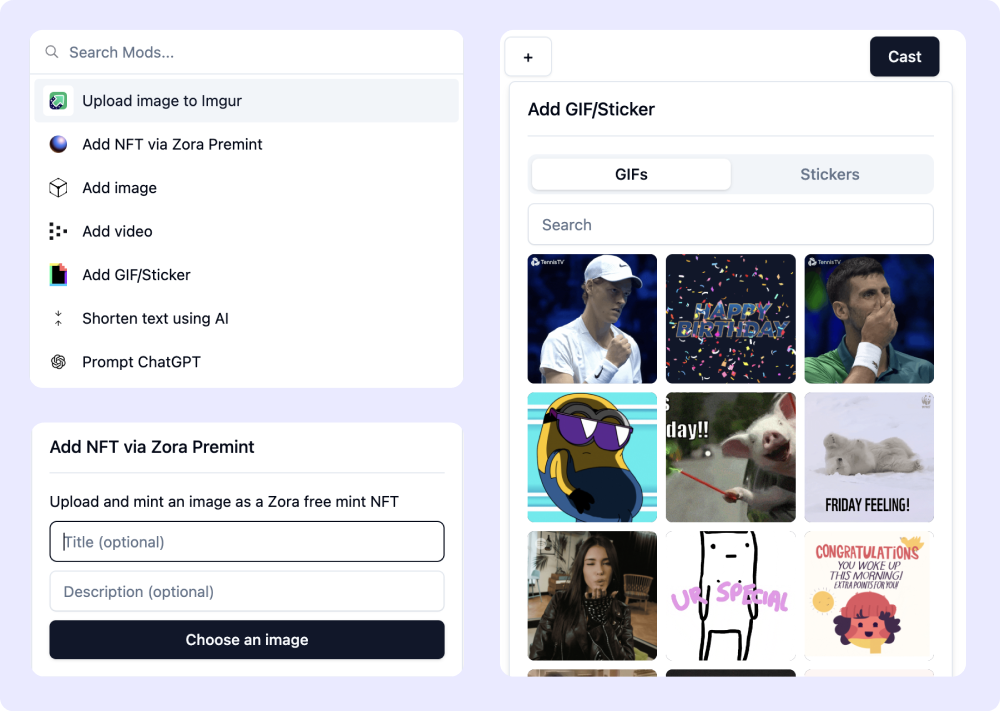 Search Mods...
Upload image to Imgur
Add NFT via Zora Premint
Add image
Add video
Add GIF/Sticker
Shorten text using AI
Prompt ChatGPT
Add NFT via Zora Premint
Upload and mint an image as a Zora free mint NFT
Title (optional)
Description (optional)
Choose an image
+
Cast
Add GIF/Sticker
GIFs
Stickers
Search
TennisTV
HAPPY
BIRTHDAY
TennisTV
day!!
FRIDAY FEELING!
UR SPECIAL
CONGRATULATIONS
YOU WOKE UP
THIS MORNING!
EXTRA POINTS FOR YOU!